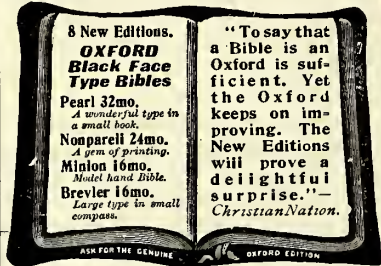 8 New Editions.
OXFORD
Black Face
Type Bibles
Pearl 32mo.
A wonderful type in
a small book.
Nonpareil 24mo.
A gem of printing.
Minion 16mo.
Model hand Bible.
Brevier 16mo.
Large type in small
compass.
"To say that
a Bible is an
Oxford is suf-
ficient. Yet
the Oxford
keeps on im-
proving. The
New Editions
will prove a
delightful
surprise."—
Christian Nation.
ASK FOR THE GENUINE OXFORD EDITION